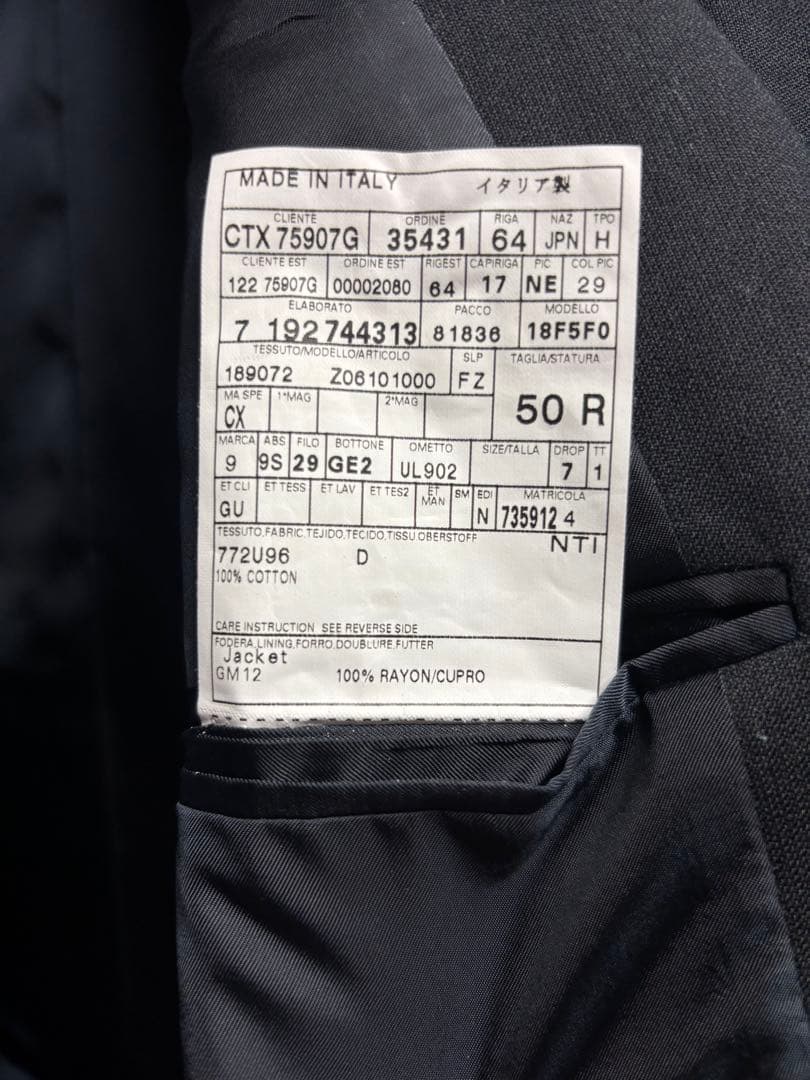 MADE IN ITALY イタリア製
CLIENTE ORDINE RIGA NAZ TPO
CTX 75907G 35431 64 JPN H
CLIENTE EST ORDINE EST RIGEST CAPIRIGA PIC COL PIC
122 75907G 00002080 64 17 NE 29
ELABORATO PACCO MODELLO
7 192744313 81836 18F5F0
TESSUTO/MODELLO/ARTICOLO SLP TAGLIA/STATURA
189072 Z06101000 FZ 50 R
MA SPE 1°MAG 2°MAG
CX
MARCA ABS FILO BOTTONE OMETTO SIZE/TALLA DROP TT
9 9S 29 GE2 UL902 7 1
ET CLI ET TESS ET LAV ET TES2 ET MAN SM EDI MATRICOLA
GU N 735912 4
TESSUTO,FABRIC,TEJIDO,TECIDO,TISSU,OBERSTOFF NTI
772U96 D
100% COTTON
CARE INSTRUCTION SEE REVERSE SIDE
FODERA,LINING,FORRO,DOUBLURE,FUTTER
Jacket
GM12 100% RAYON/CUPRO